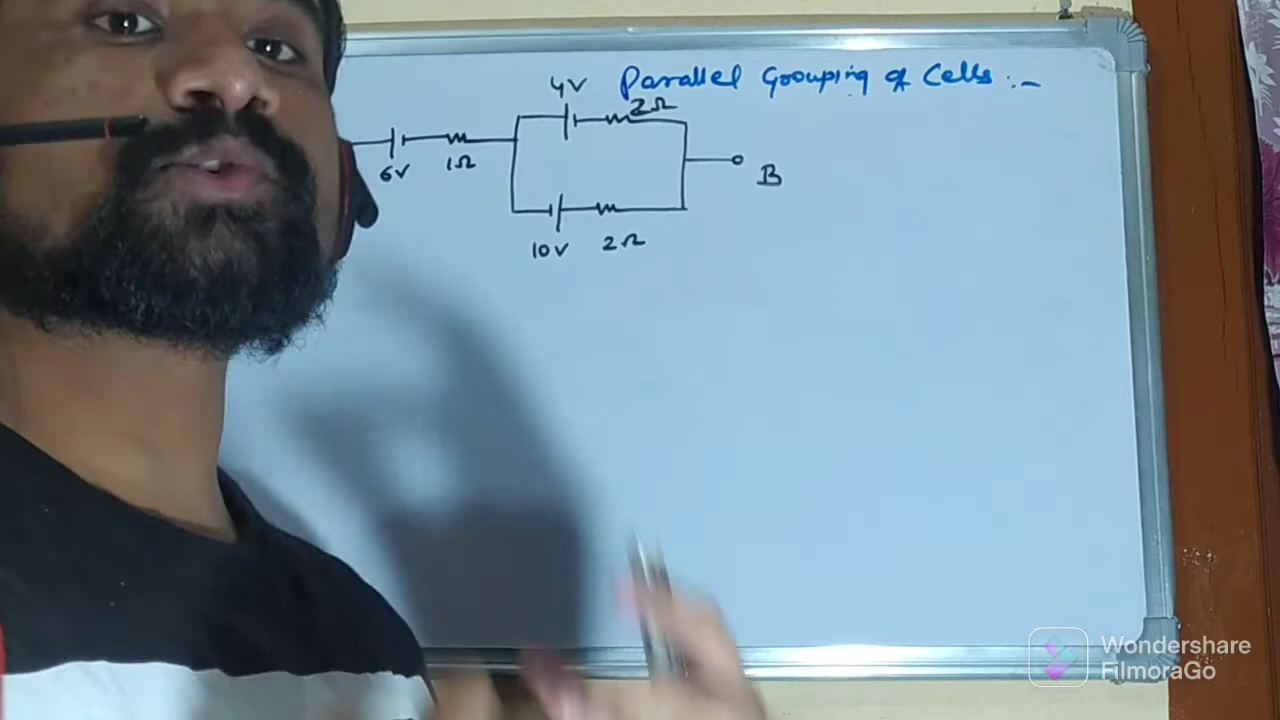 Parallel Grouping of Cells :-
4V
2Ω
6V
1Ω
B
10V
2Ω
Wondershare
FilmoraGo